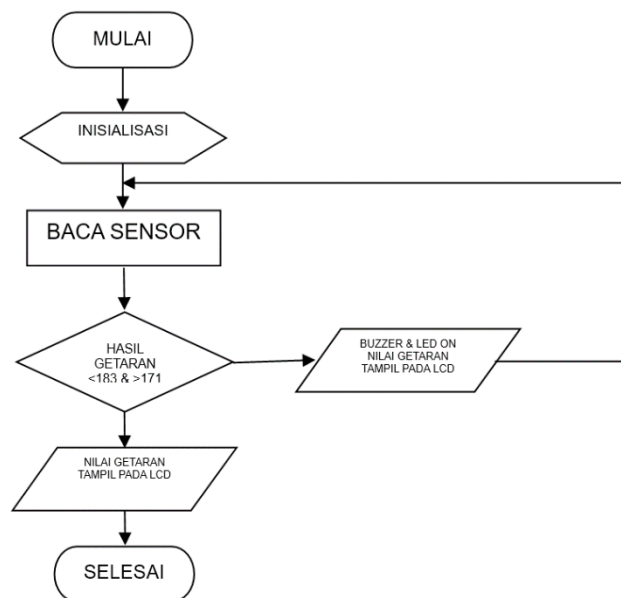 MULAI
INISIALISASI
BACA SENSOR
HASIL
GETARAN
<183 & >171
BUZZER & LED ON
NILAI GETARAN
TAMPIL PADA LCD
NILAI GETARAN
TAMPIL PADA LCD
SELESAI